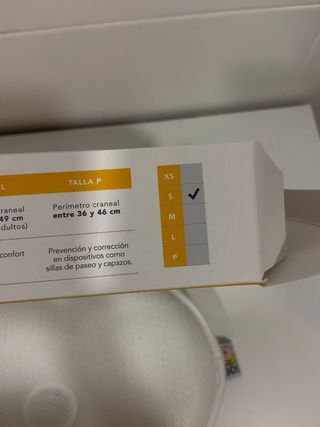 L
TALLA P
craneal
49 cm
dultos)
Perímetro craneal
entre 36 y 46 cm
confort
Prevención y corrección
en dispositivos como
sillas de paseo y capazos.
XS
S ✓
M
L
P